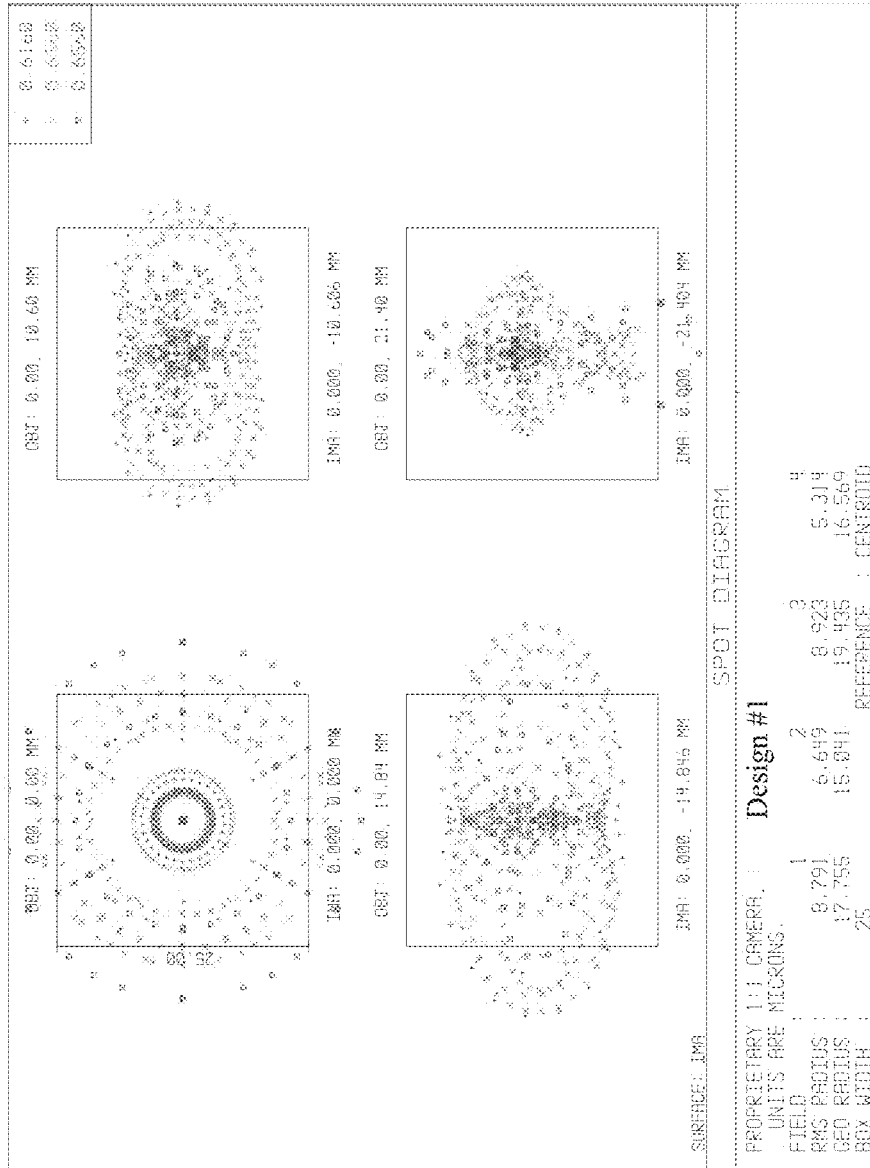 + 0.6160
0.6360
× 0.6560
OBJ: 0.00, 0.00 MM
OBJ: 0.00, 10.60 MM
25.00
IMA: 0.000, 0.000 MM
IMA: 0.000, -10.606 MM
OBJ: 0.00, 14.84 MM
OBJ: 0.00, 21.40 MM
IMA: 0.000, -14.846 MM
IMA: 0.000, -21.404 MM
SURFACE: IMA
SPOT DIAGRAM
PROPRIETARY 1:1 CAMERA. : Design #1
UNITS ARE MICRONS.
FIELD : 1 2 3 4
RMS RADIUS : 8.791 6.649 8.923 5.314
GEO RADIUS : 17.755 15.041 19.435 16.569
BOX WIDTH : 25 REFERENCE : CENTROID